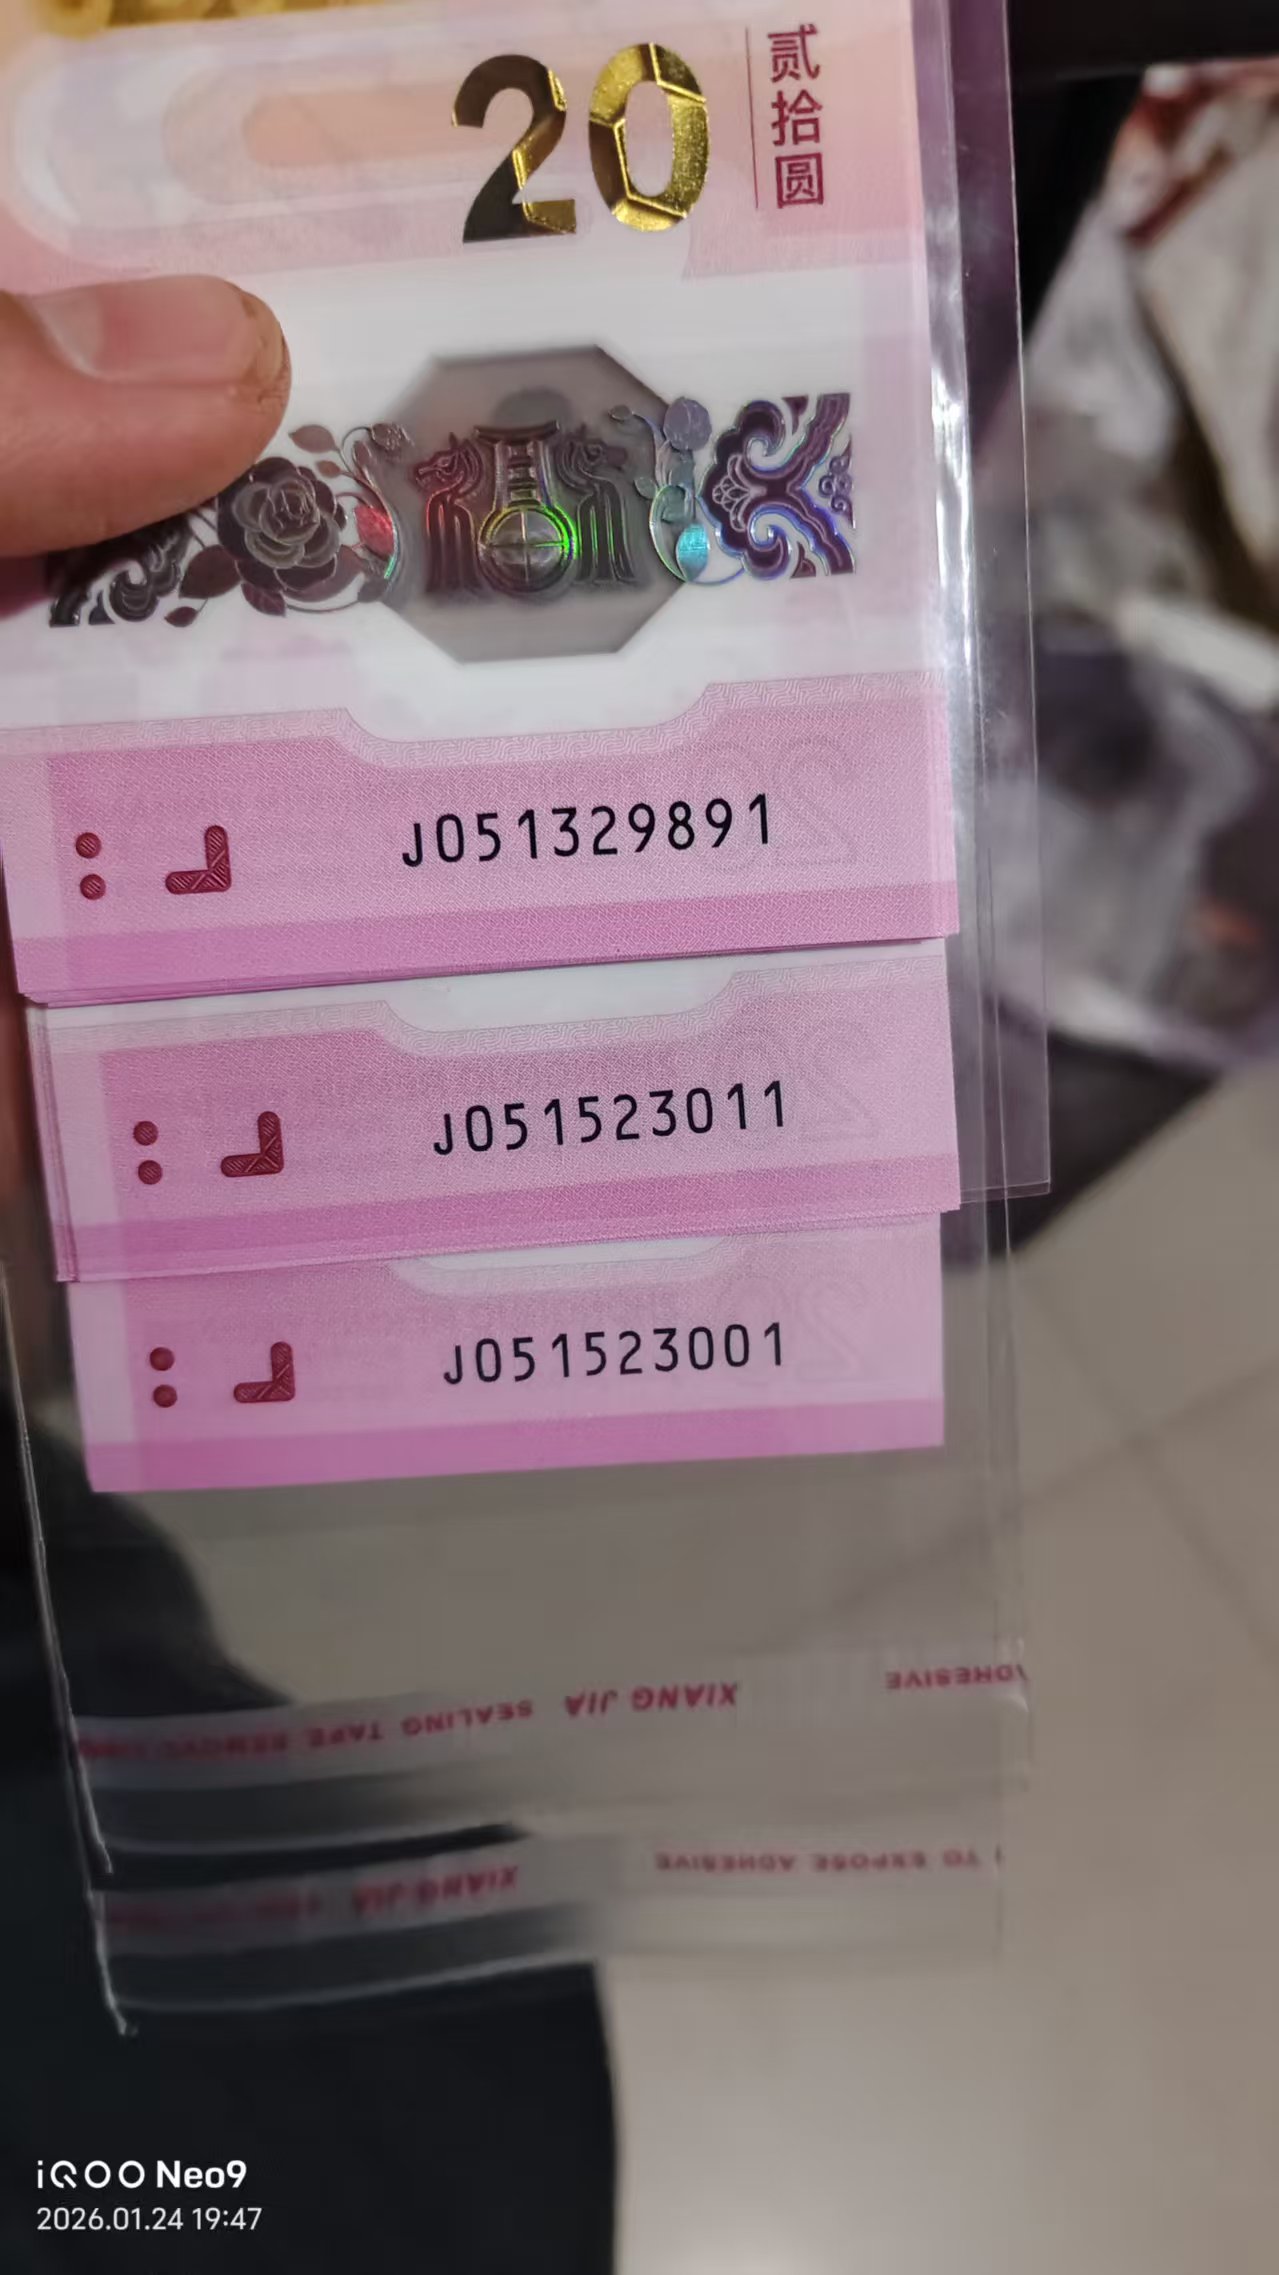 20
贰拾圆
J051329891
J051523011
J051523001
ADHESIVE
XIANG JIA
SEALING TAPE REMOVE
TO EXPOSE ADHESIVE
XIANG JIA
iQOO Neo9
2026.01.24 19:47